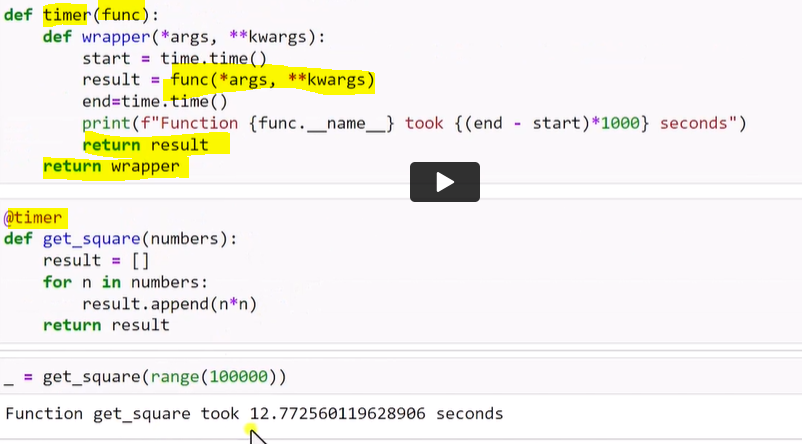 def timer(func):
    def wrapper(*args, **kwargs):
        start = time.time()
        result = func(*args, **kwargs)
        end=time.time()
        print(f"Function {func.__name__} took {(end - start)*1000} seconds")
        return result
    return wrapper
@timer
def get_square(numbers):
    result = []
    for n in numbers:
        result.append(n*n)
    return result
_ = get_square(range(100000))
Function get_square took 12.772560119628906 seconds